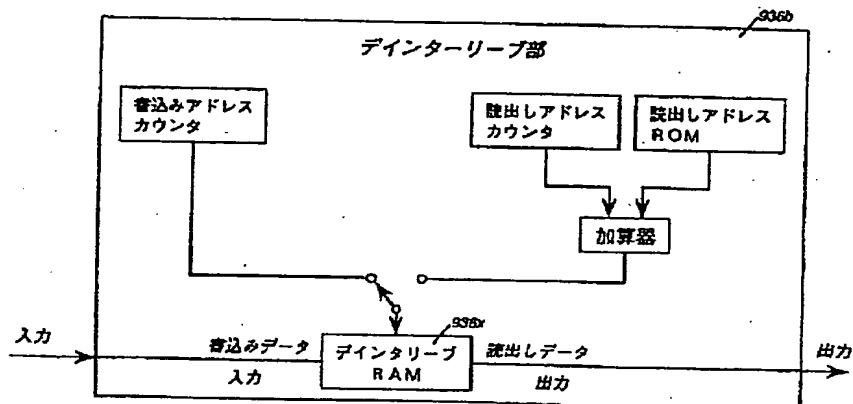 936b
デインターリーブ部
書込みアドレス
カウンタ
読出しアドレス
カウンタ
読出しアドレス
ROM
加算器
936x
入力
書込みデータ
入力
デインタリーブ
RAM
読出しデータ
出力
出力